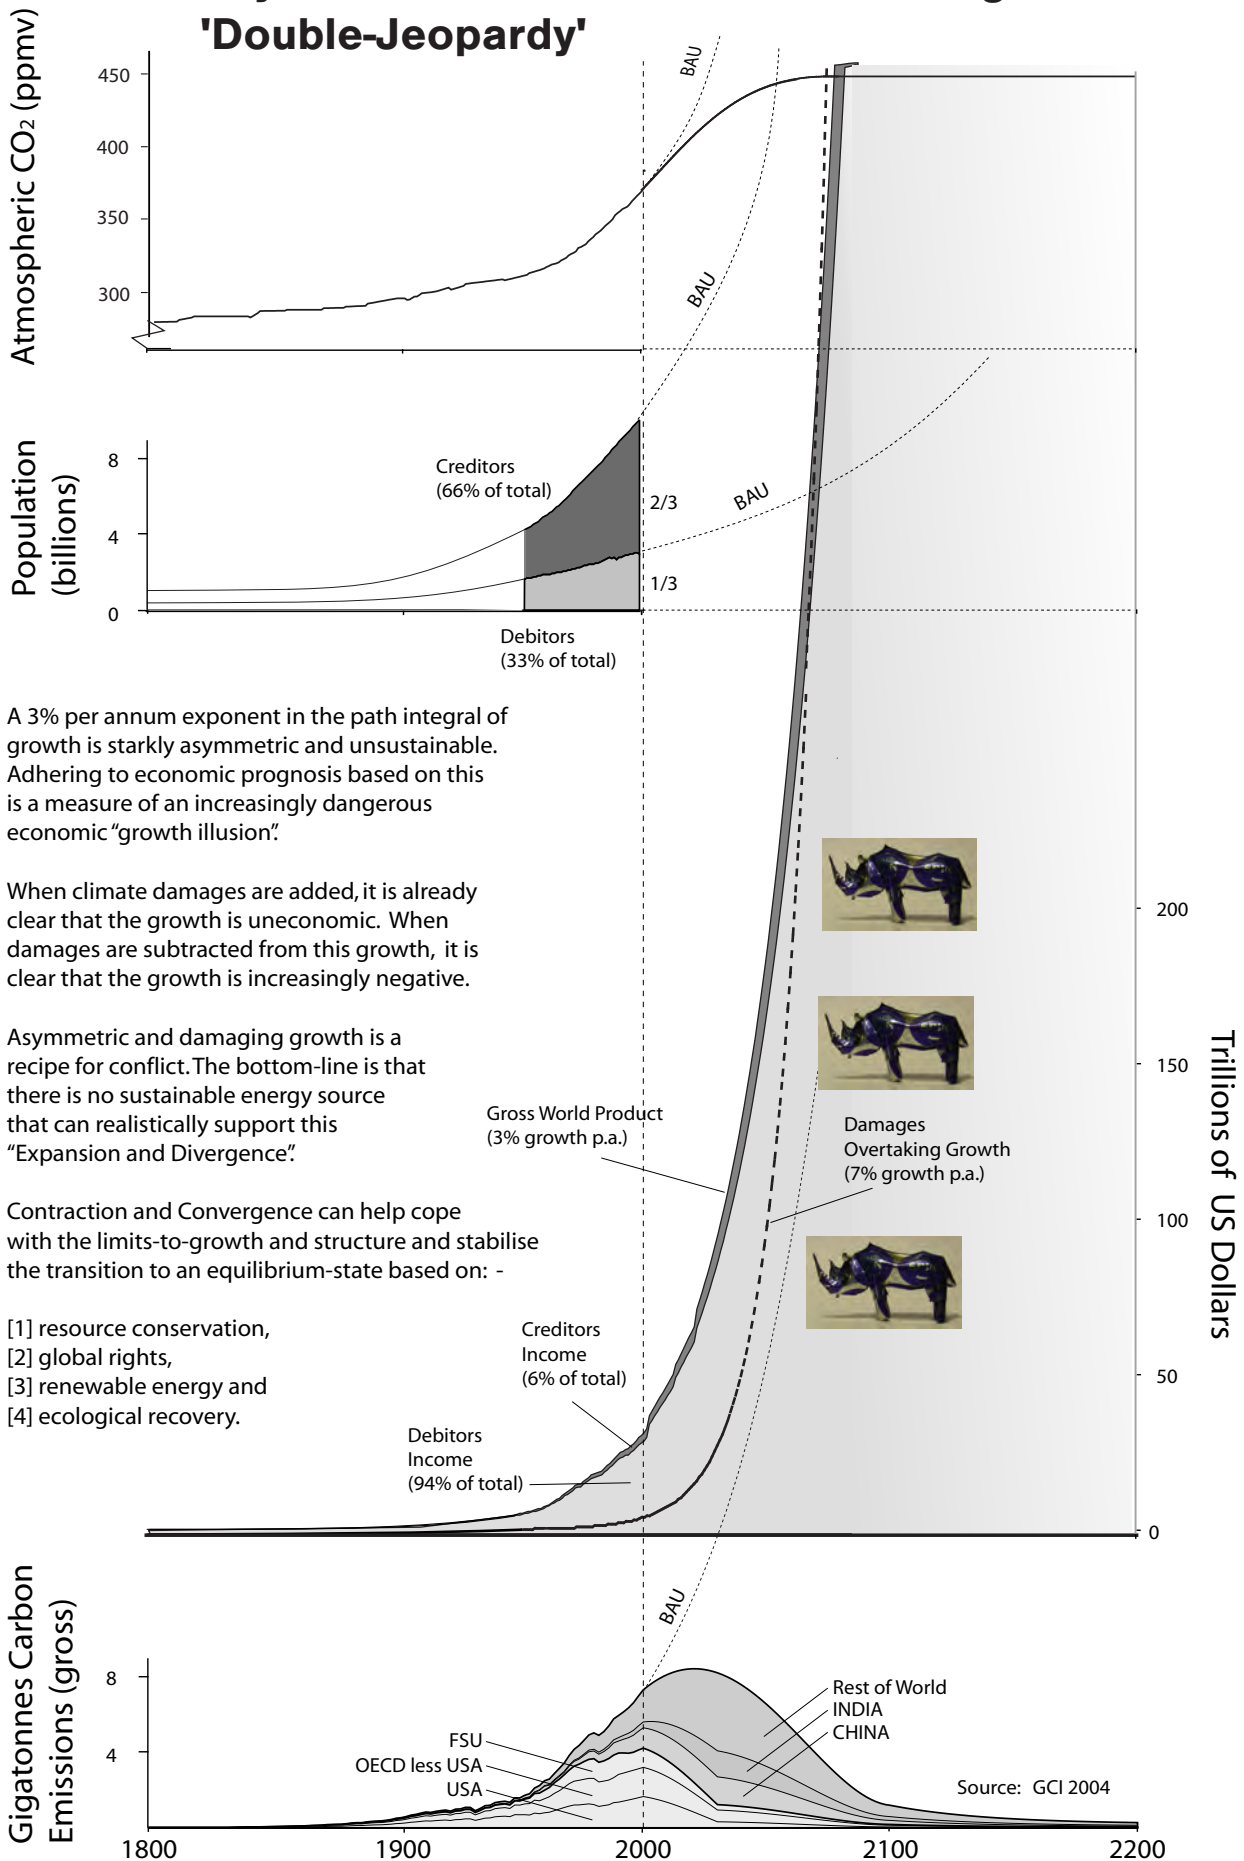 'Double-Jeopardy'
Atmospheric CO2 (ppmv)
450
400
350
300
BAU
BAU
Population
(billions)
8
4
0
Creditors
(66% of total)
2/3
BAU
1/3
Debitors
(33% of total)
A 3% per annum exponent in the path integral of
growth is starkly asymmetric and unsustainable.
Adhering to economic prognosis based on this
is a measure of an increasingly dangerous
economic "growth illusion".
When climate damages are added, it is already
clear that the growth is uneconomic. When
damages are subtracted from this growth, it is
clear that the growth is increasingly negative.
Asymmetric and damaging growth is a
recipe for conflict. The bottom-line is that
there is no sustainable energy source
that can realistically support this
"Expansion and Divergence".
Contraction and Convergence can help cope
with the limits-to-growth and structure and stabilise
the transition to an equilibrium-state based on: -
[1] resource conservation,
[2] global rights,
[3] renewable energy and
[4] ecological recovery.
Gross World Product
(3% growth p.a.)
Damages
Overtaking Growth
(7% growth p.a.)
Creditors
Income
(6% of total)
Debitors
Income
(94% of total)
200
150
100
50
0
Trillions of US Dollars
BAU
Gigatonnes Carbon
Emissions (gross)
8
4
FSU
OECD less USA
USA
Rest of World
INDIA
CHINA
Source: GCI 2004
1800
1900
2000
2100
2200